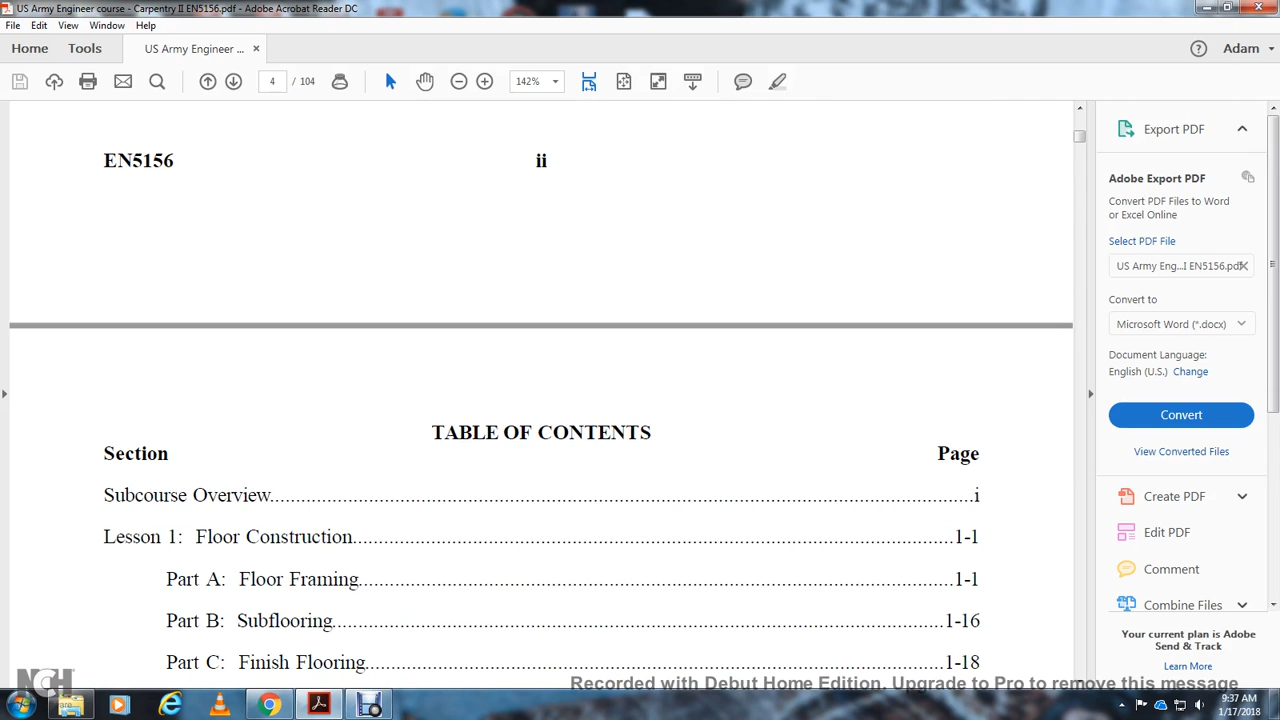 US Army Engineer course - Carpentry II EN5156.pdf - Adobe Acrobat Reader DC
File Edit View Window Help
Home Tools US Army Engineer ... × Adam
4 / 104 142%
EN5156 ii
TABLE OF CONTENTS
Section Page
Subcourse Overview....i
Lesson 1: Floor Construction....1-1
Part A: Floor Framing....1-1
Part B: Subflooring....1-16
Part C: Finish Flooring....1-18
Export PDF
Adobe Export PDF
Convert PDF Files to Word
or Excel Online
Select PDF File
US Army Eng...I EN5156.pdf
Convert to
Microsoft Word (*.docx)
Document Language:
English (U.S.) Change
Convert
View Converted Files
Create PDF
Edit PDF
Comment
Combine Files
Your current plan is Adobe
Send & Track
Learn More
NCH
Recorded with Debut Home Edition. Upgrade to Pro to remove this message
9:37 AM
1/17/2018